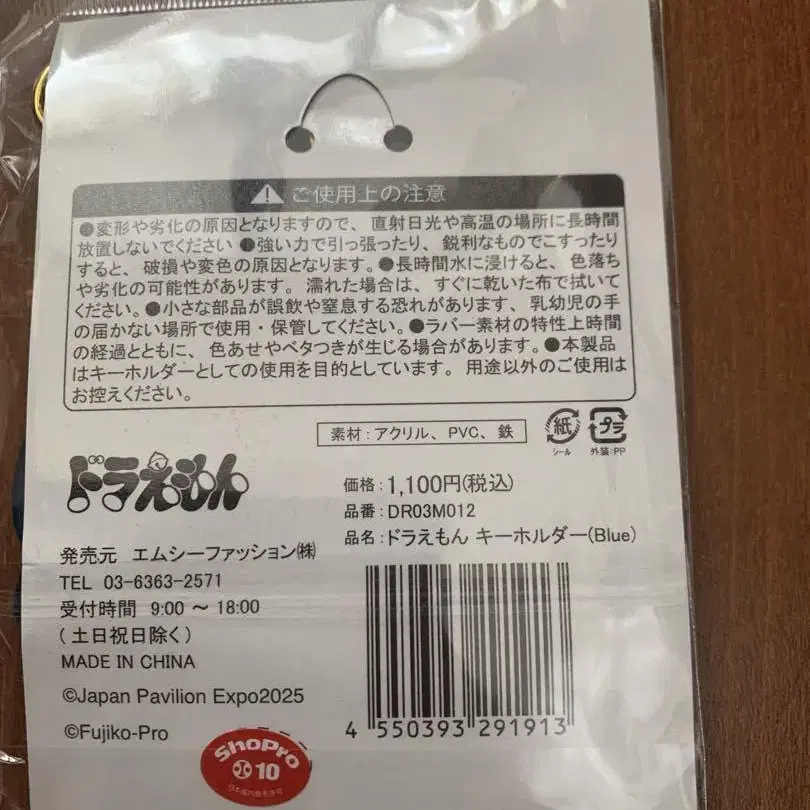 ご使用上の注意
●変形や劣化の原因となりますので、直射日光や高温の場所に長時間
放置しないでください ●強い力で引っ張ったり、鋭利なものでこすったり
すると、破損や変色の原因となります。●長時間水に浸けると、色落ち
や劣化の可能性があります。濡れた場合は、すぐに乾いた布で拭いて
ください。●小さな部品が誤飲や窒息する恐れがあります、乳幼児の手
の届かない場所で使用・保管してください。●ラバー素材の特性上時間
の経過とともに、色あせやベタつきが生じる場合があります。●本製品
はキーホルダーとしての使用を目的としています。用途以外のご使用は
お控えください。
素材：アクリル、PVC、鉄
紙
シール
プラ
外装：PP
ドラえもん
価格：1,100円(税込)
品番：DR03M012
品名：ドラえもん キーホルダー(Blue)
発売元 エムシーファッション㈱
TEL 03-6363-2571
受付時間 9:00 ～ 18:00
(土日祝日除く)
MADE IN CHINA
©Japan Pavilion Expo2025
©Fujiko-Pro
4 550393 291913
ShoPro
10